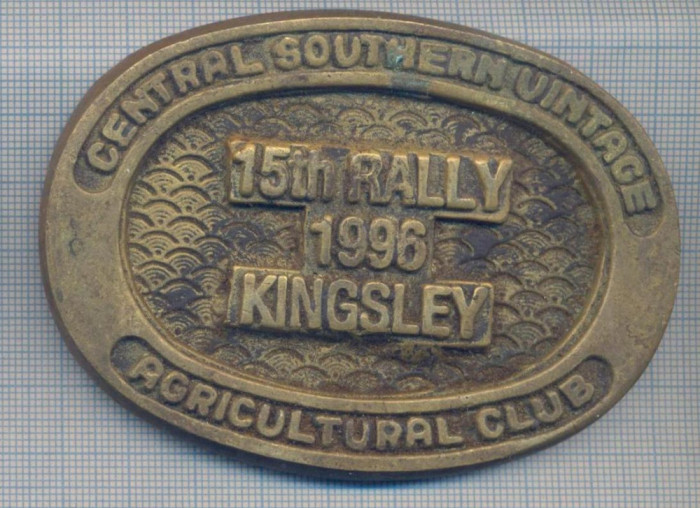 CENTRAL SOUTHERN VINTAGE
15th RALLY
1996
KINGSLEY
AGRICULTURAL CLUB